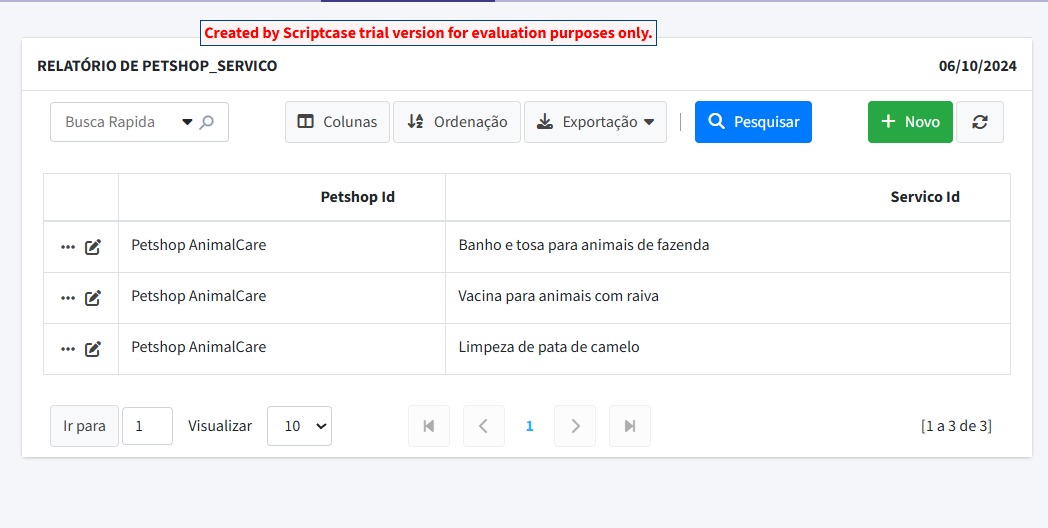 Created by Scriptcase trial version for evaluation purposes only.
RELATÓRIO DE PETSHOP_SERVICO 06/10/2024
Busca Rapida Colunas Ordenação Exportação Pesquisar Novo
Petshop Id Servico Id
Petshop AnimalCare Banho e tosa para animais de fazenda
Petshop AnimalCare Vacina para animais com raiva
Petshop AnimalCare Limpeza de pata de camelo
Ir para 1 Visualizar 10 1 [1 a 3 de 3]